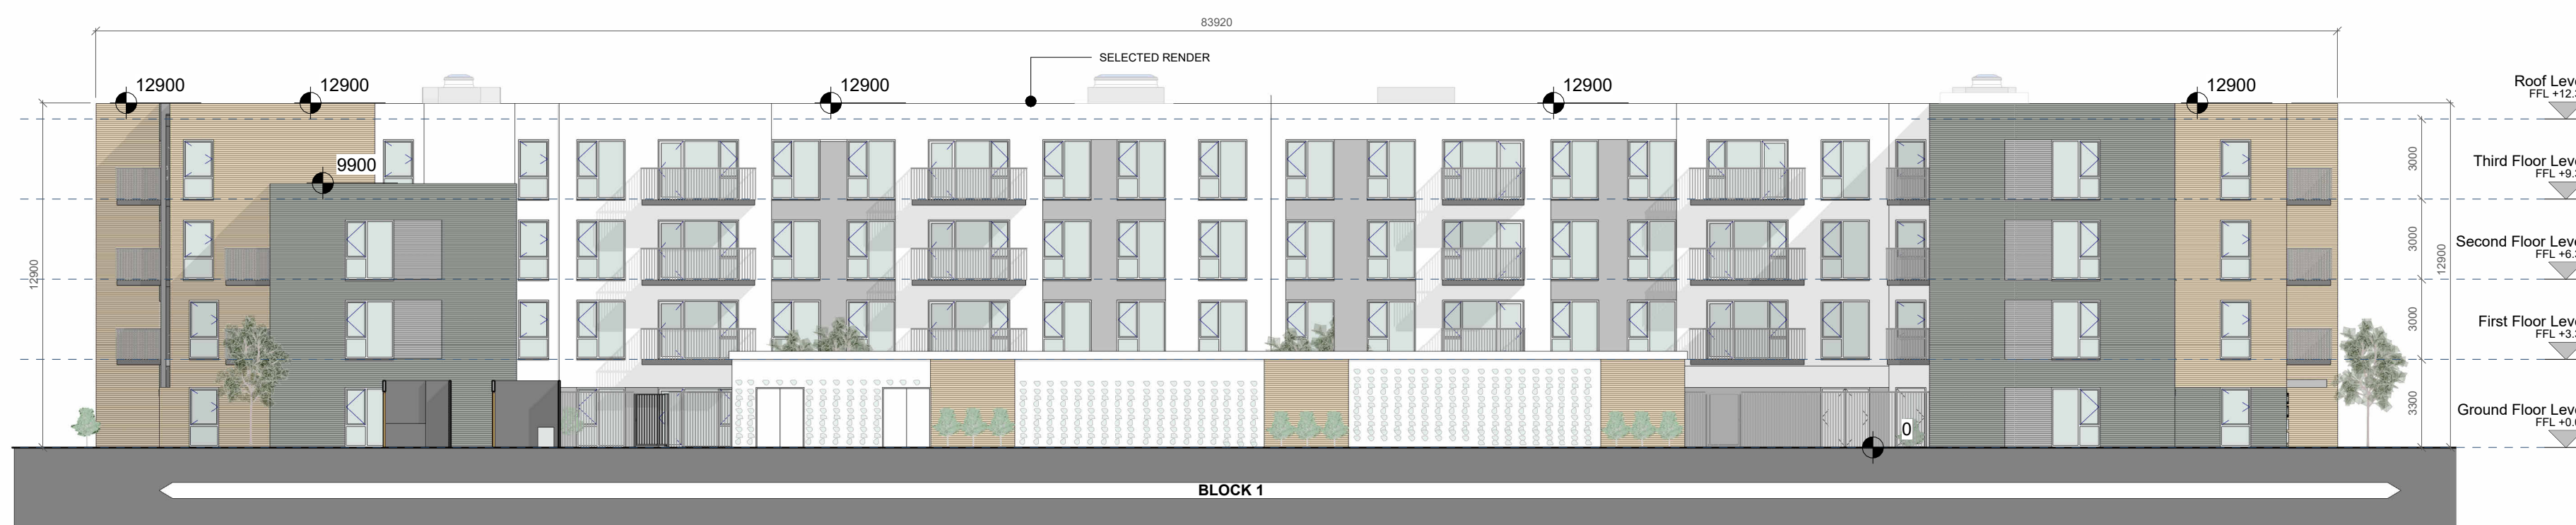 83920
SELECTED RENDER
12900
12900
12900
12900
12900
Roof Leve
FFL +12.
9900
3000
Third Floor Leve
FFL +9.
12900
3000
12900
Second Floor Leve
FFL +6.
3000
First Floor Leve
FFL +3.
3300
Ground Floor Leve
FFL +0.
0
BLOCK 1